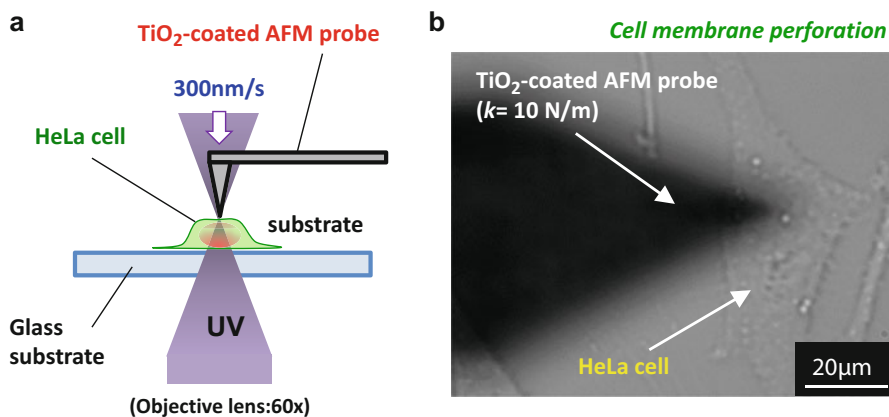 a
TiO₂-coated AFM probe
300nm/s
HeLa cell
substrate
Glass
substrate
UV
(Objective lens:60x)
b
Cell membrane perforation
TiO₂-coated AFM probe
(k= 10 N/m)
HeLa cell
20μm